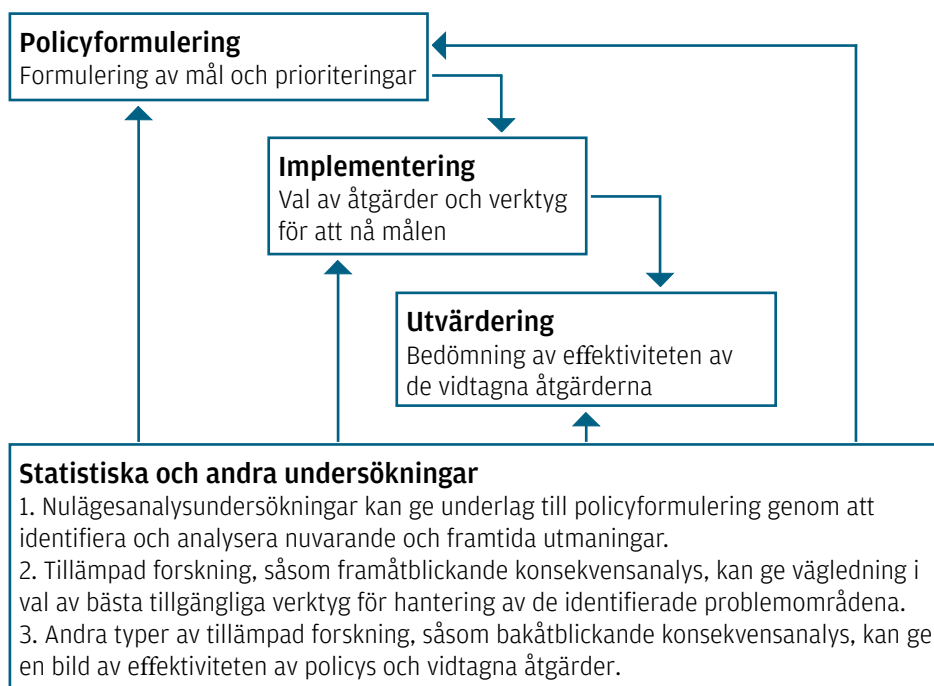 Policyformulering
Formulering av mål och prioriteringar
Implementering
Val av åtgärder och verktyg
för att nå målen
Utvärdering
Bedömning av effektiviteten av
de vidtagna åtgärderna
Statistiska och andra undersökningar
1. Nulägesanalysundersökningar kan ge underlag till policyformulering genom att
identifiera och analysera nuvarande och framtida utmaningar.
2. Tillämpad forskning, såsom framåtblickande konsekvensanalys, kan ge vägledning i
val av bästa tillgängliga verktyg för hantering av de identifierade problemområdena.
3. Andra typer av tillämpad forskning, såsom bakåtblickande konsekvensanalys, kan ge
en bild av effektiviteten av policys och vidtagna åtgärder.